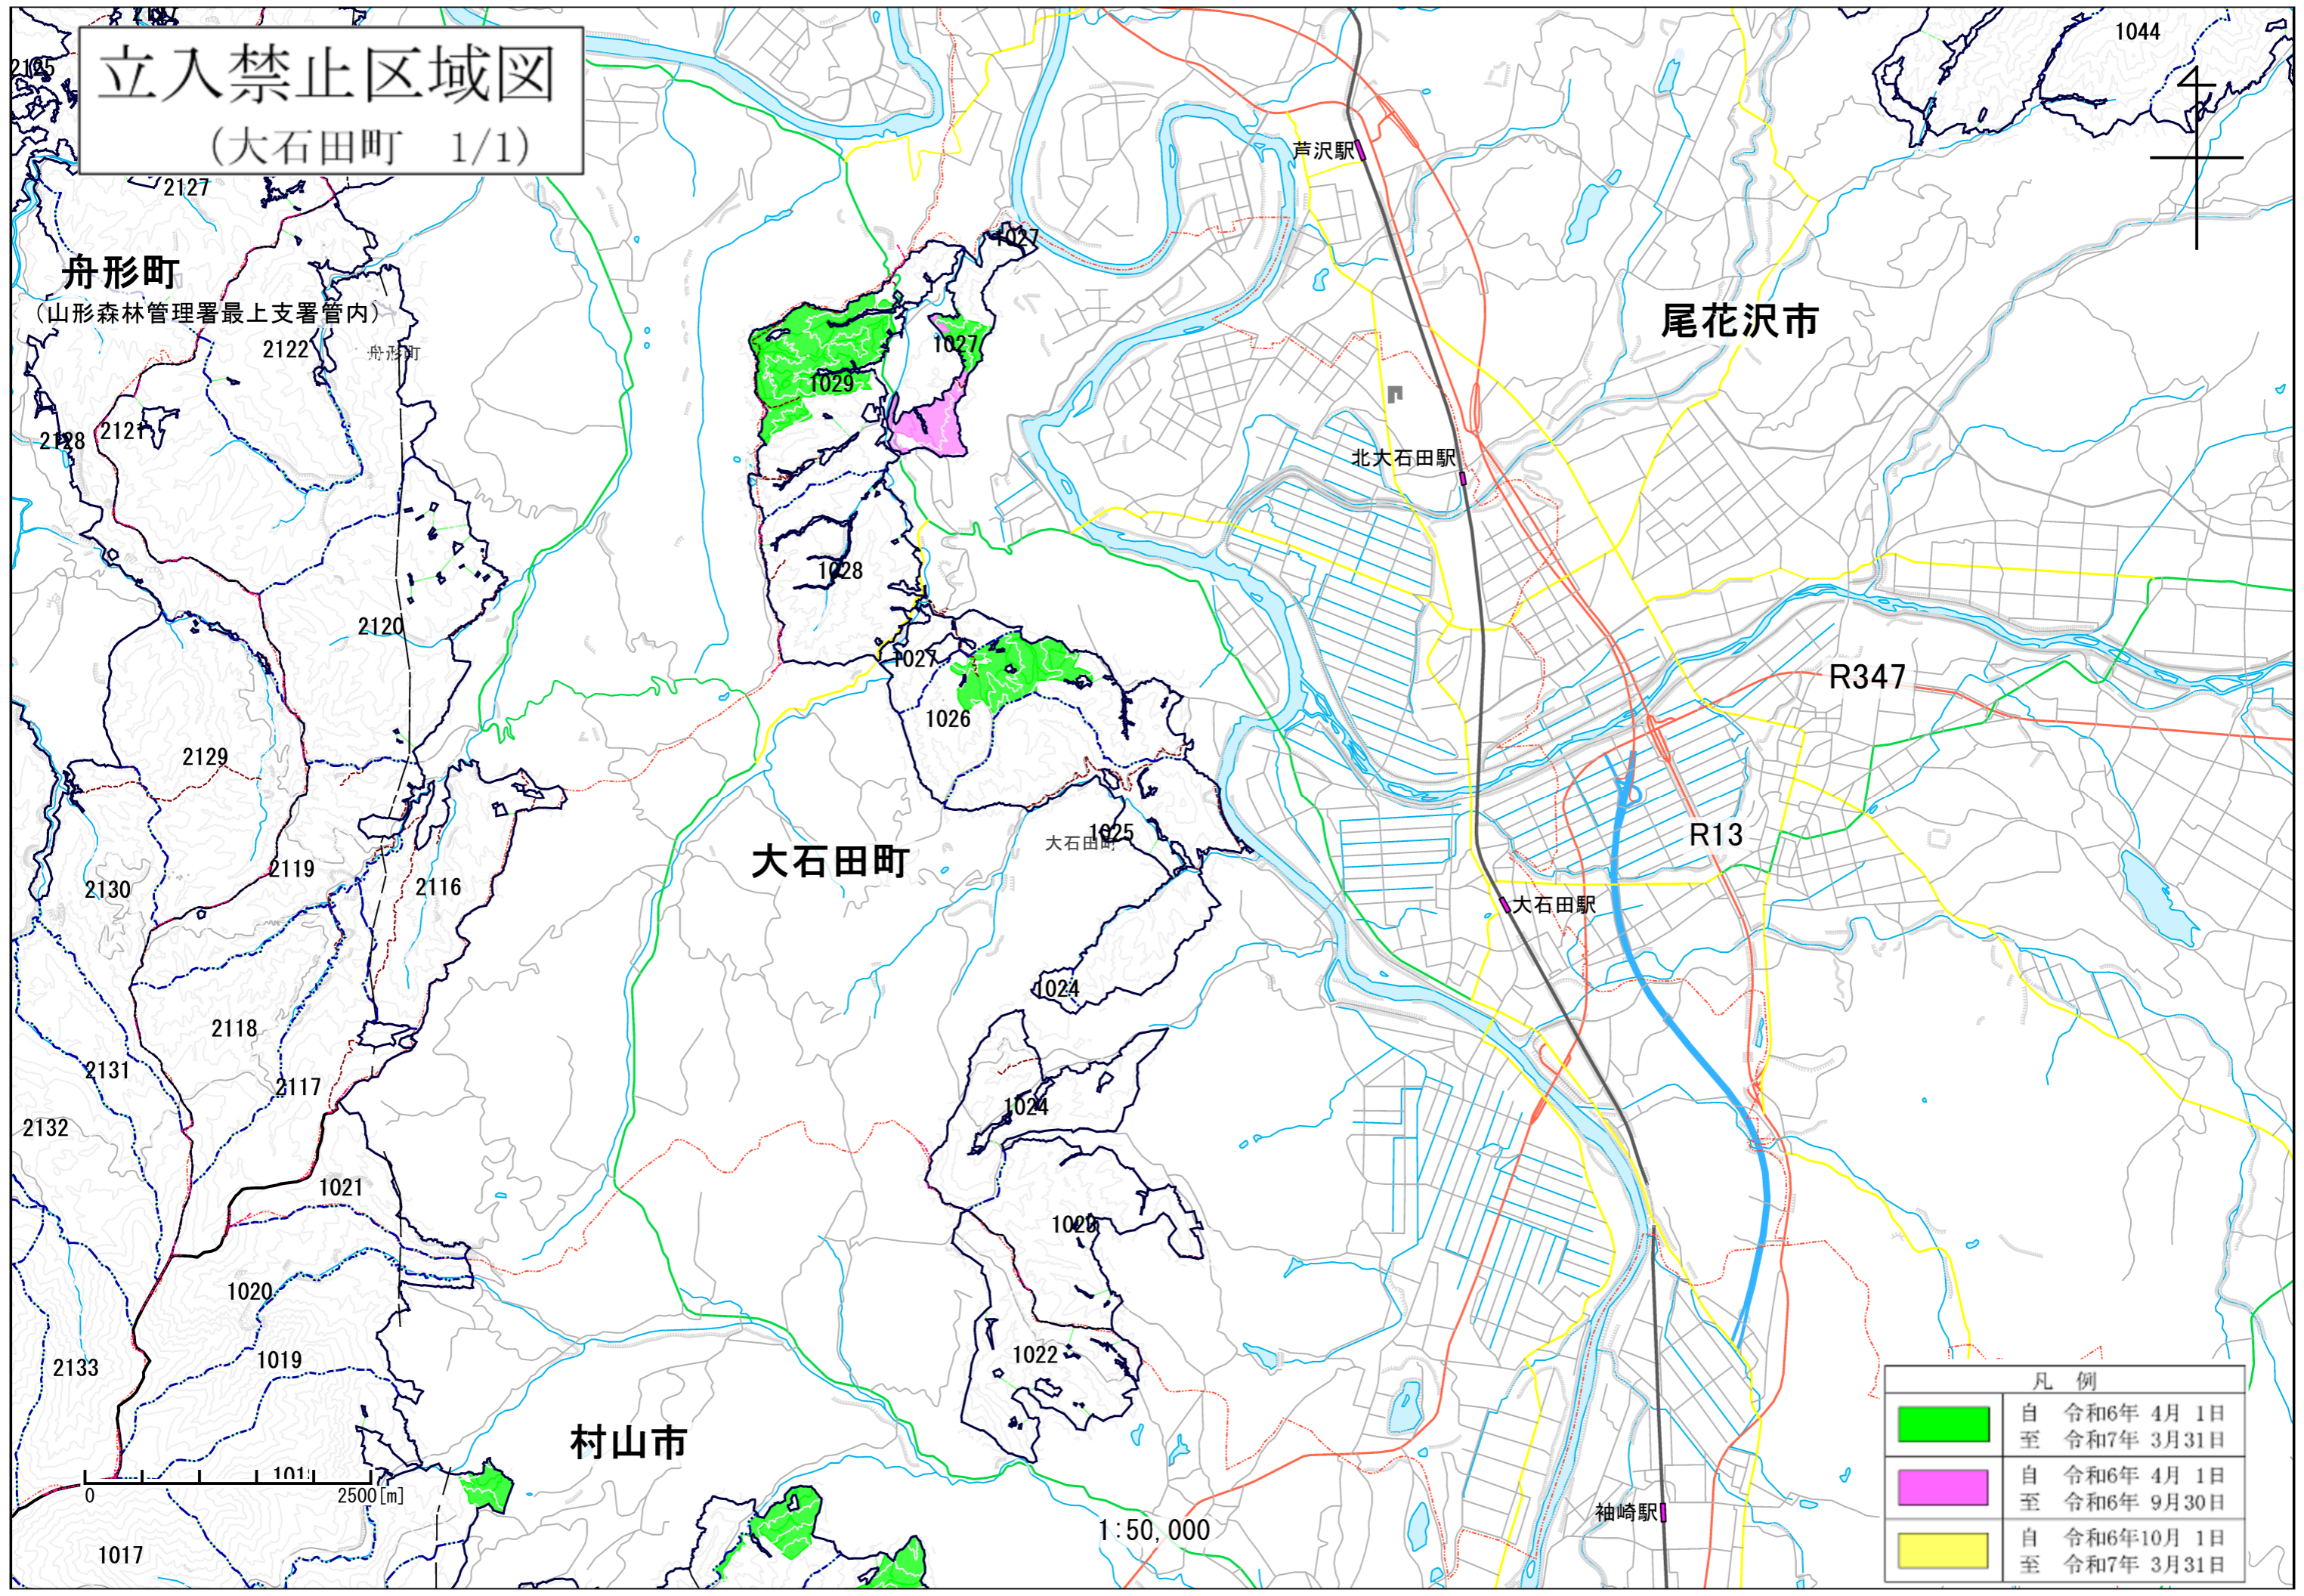 立入禁止区域図
(大石田町 1/1)
2125
1044
2127
芦沢駅
舟形町
(山形森林管理署最上支署管内)
1027
尾花沢市
2122
舟形町
1027
1029
2128
2121
北大石田駅
1028
2120
1027
R347
1026
2129
R13
1025
大石田町
大石田町
2119
2130
2116
大石田駅
1024
2118
2131
2117
1024
2132
1021
1020
1022
1019
2133
村山市
凡 例
自 令和6年 4月 1日
至 令和7年 3月31日
自 令和6年 4月 1日
至 令和6年 9月30日
自 令和6年10月 1日
至 令和7年 3月31日
0 2500[m]
袖崎駅
1:50,000
1017